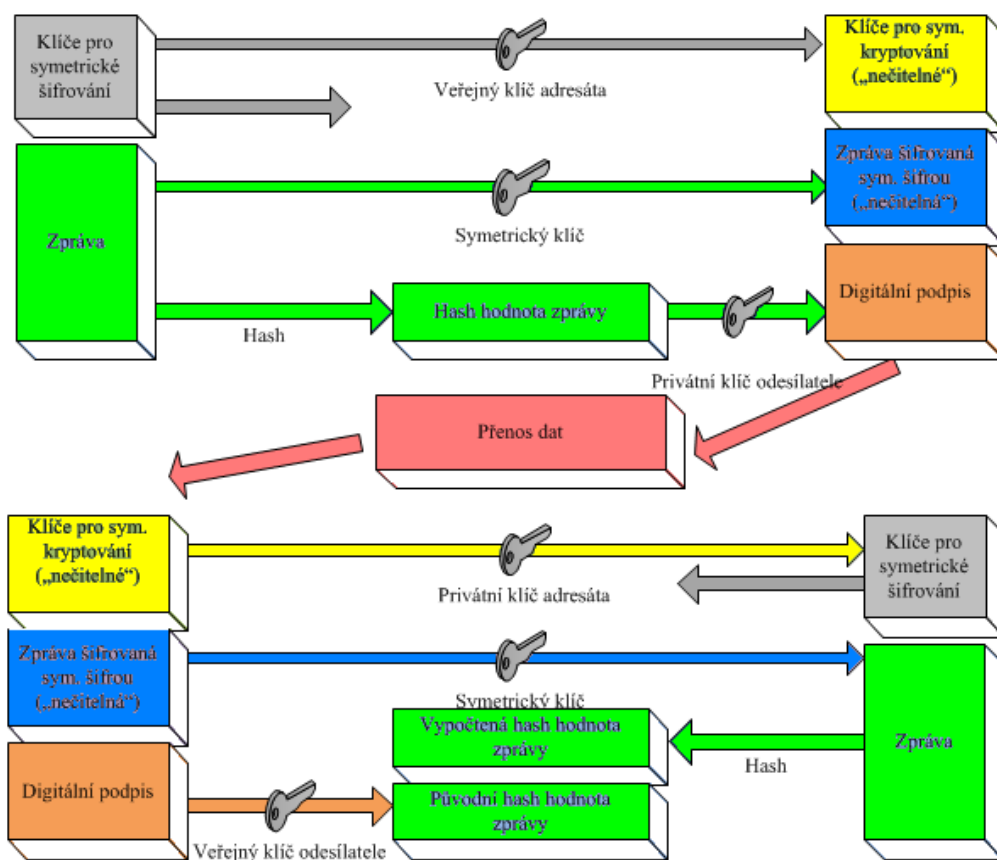 Klíče pro
symetrické
šifrování
Veřejný klíč adresáta
Klíče pro sym.
kryptování
(„nečitelné“)
Zpráva
Symetrický klíč
Zpráva šifrovaná
sym. šifrou
(„nečitelná“)
Hash
Hash hodnota zprávy
Privátní klíč odesílatele
Digitální podpis
Přenos dat
Klíče pro sym.
kryptování
(„nečitelné“)
Privátní klíč adresáta
Klíče pro
symetrické
šifrování
Zpráva šifrovaná
sym. šifrou
(„nečitelná“)
Symetrický klíč
Vypočtená hash hodnota
zprávy
Hash
Zpráva
Digitální podpis
Veřejný klíč odesílatele
Původní hash hodnota
zprávy